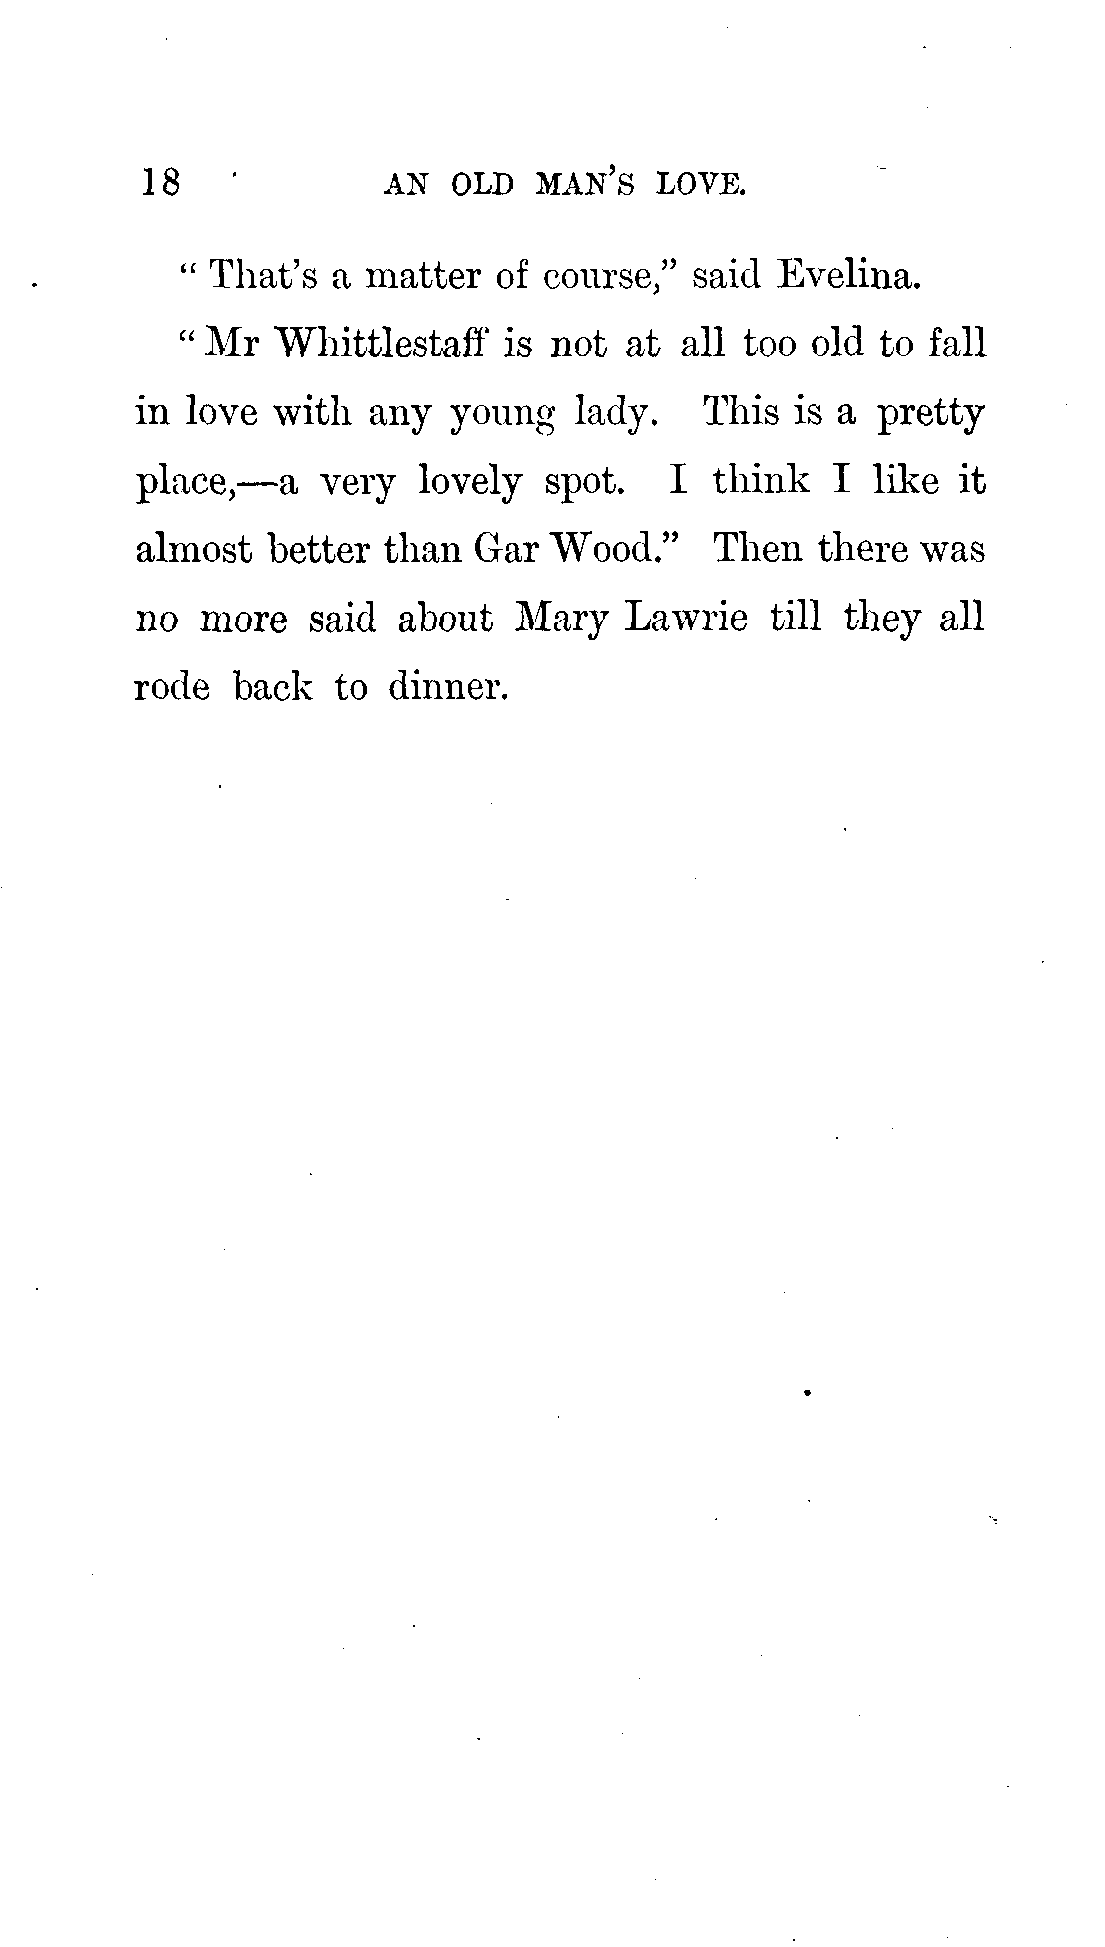 18 AN OLD MAN'S LOVE.
“ That's a matter of course,” said Evelina.
“ Mr Whittlestaff is not at all too old to fall
in love with any young lady. This is a pretty
place,—a very lovely spot. I think I like it
almost better than Gar Wood.” Then there was
no more said about Mary Lawrie till they all
rode back to dinner.